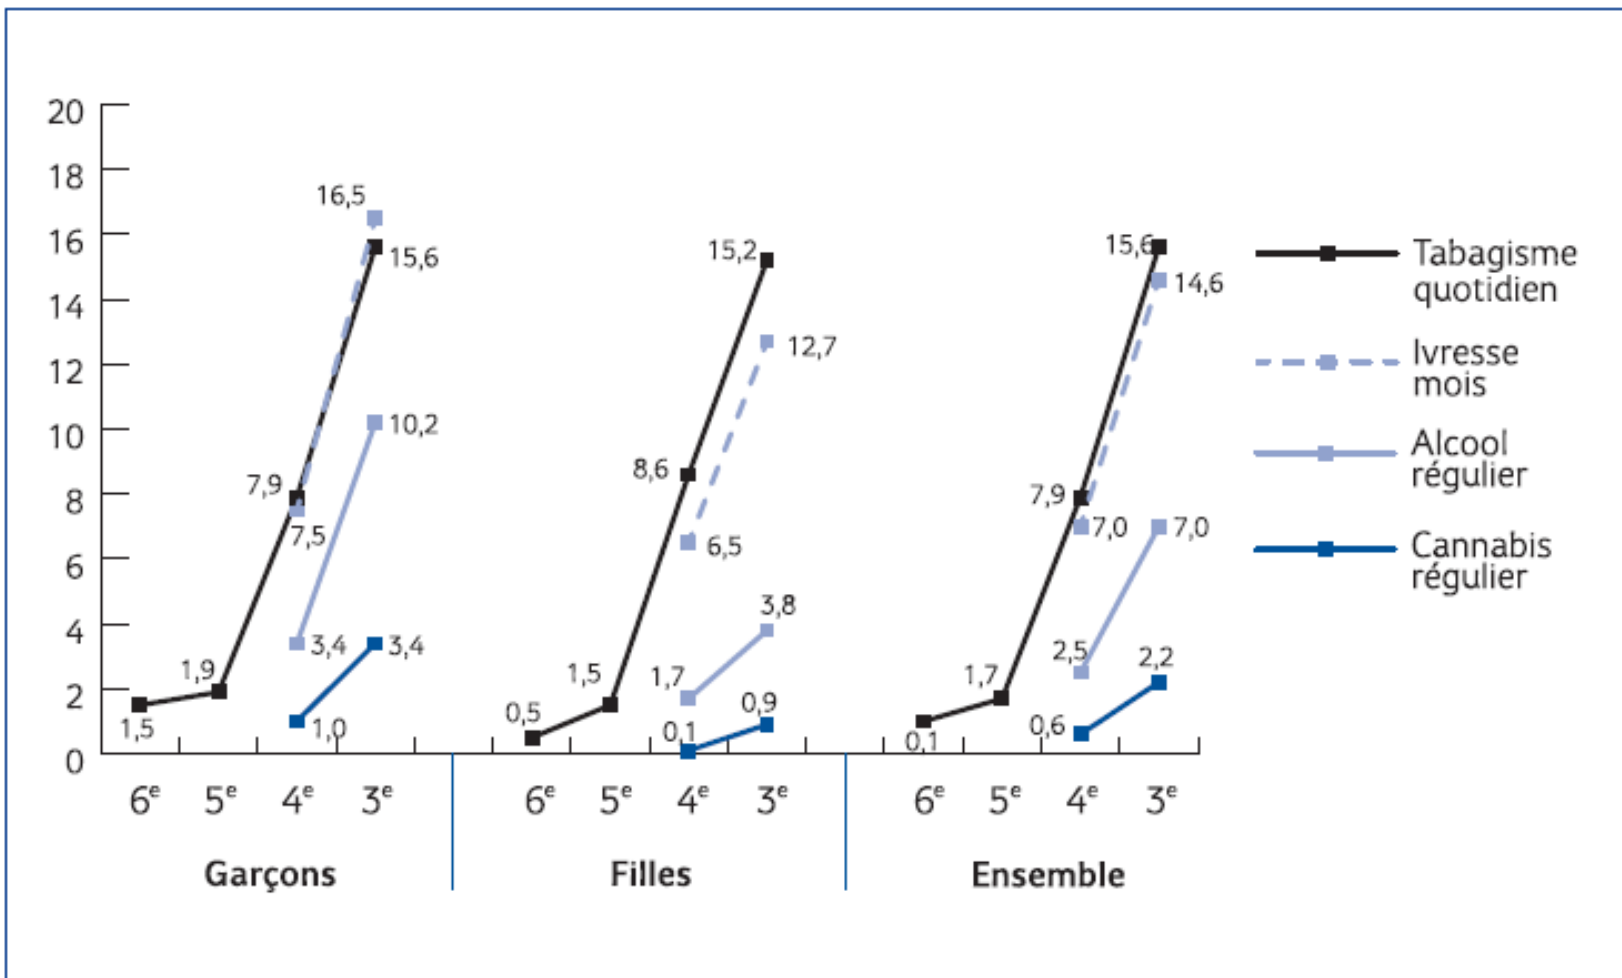 20
18
16
14
12
10
8
6
4
2
0
16,5
15,6
10,2
7,9
7,5
3,4
3,4
1,9
1,5
1,0
15,2
12,7
8,6
6,5
3,8
1,7
1,5
0,9
0,5
0,1
15,6
14,6
7,9
7,0
7,0
2,5
2,2
1,7
0,6
0,1
6e 5e 4e 3e
6e 5e 4e 3e
6e 5e 4e 3e
Garçons
Filles
Ensemble
Tabagisme
quotidien
Ivresse
mois
Alcool
régulier
Cannabis
régulier